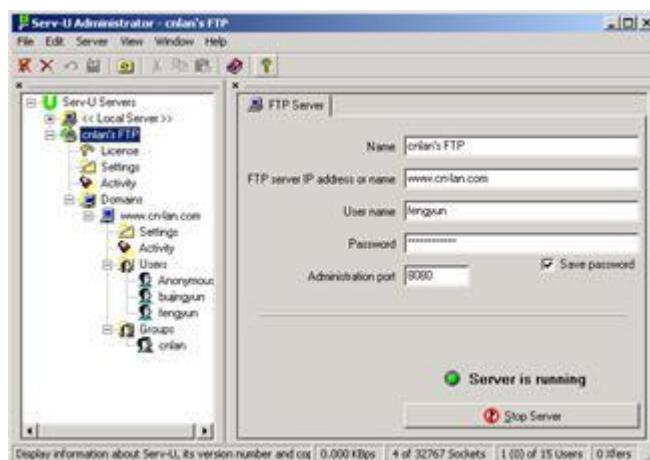 Serv-U Administrator - cnlan's FTP
File Edit Server View Window Help
Serv-U Servers
<< Local Server >>
cnlan's FTP
License
Settings
Activity
Domains
www.cn-lan.com
Settings
Activity
Users
Anonymous
bujingyun
fengyun
Groups
cnlan
FTP Server
Name cnlan's FTP
FTP server IP address or name www.cn-lan.com
User name fengyun
Password ************
Save password
Administration port 8080
Server is running
Stop Server
Display information about Serv-U, its version number and cop 0.000 KBps 4 of 32767 Sockets 1 (0) of 15 Users 0 Xfers